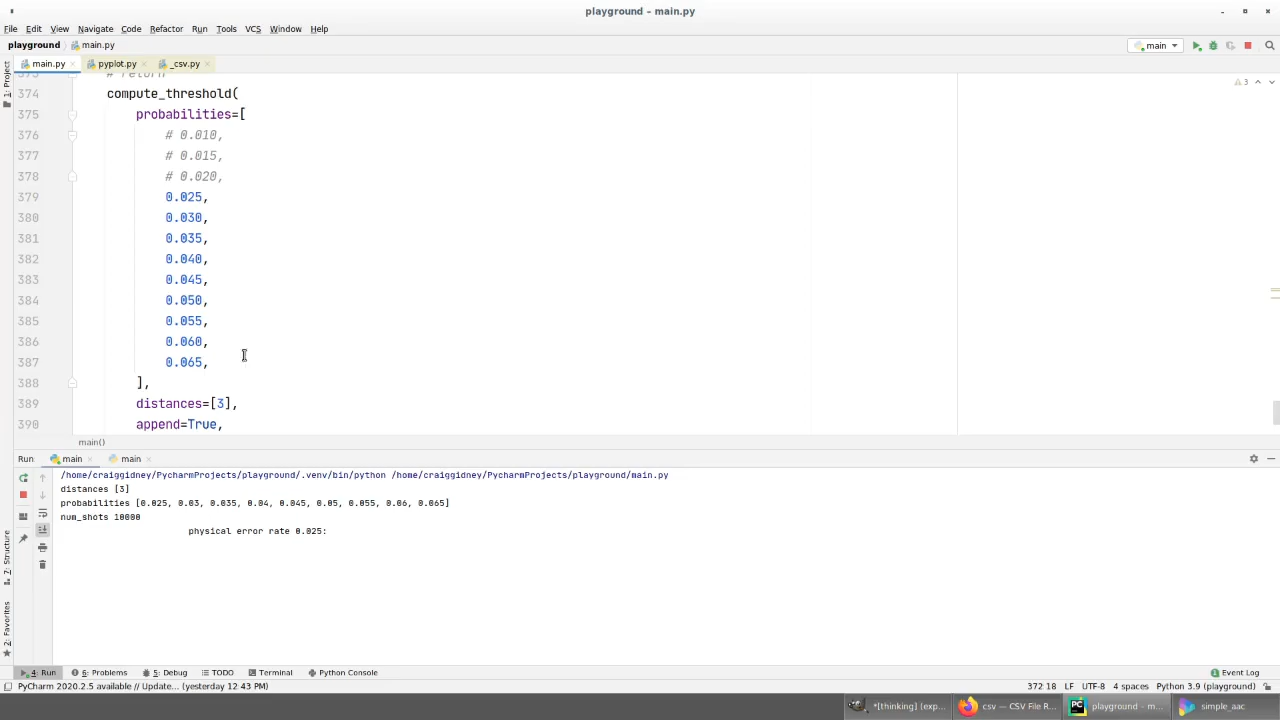 playground – main.py
File Edit View Navigate Code Refactor Run Tools VCS Window Help
playground main.py main
main.py pyplot.py _csv.py
1: Project
373 # return
374 compute_threshold( 3
375 probabilities=[
376 # 0.010,
377 # 0.015,
378 # 0.020,
379 0.025,
380 0.030,
381 0.035,
382 0.040,
383 0.045,
384 0.050,
385 0.055,
386 0.060,
387 0.065,
388 ],
389 distances=[3],
390 append=True,
main()
Run: main main
/home/craiggidney/PycharmProjects/playground/.venv/bin/python /home/craiggidney/PycharmProjects/playground/main.py
distances [3]
probabilities [0.025, 0.03, 0.035, 0.04, 0.045, 0.05, 0.055, 0.06, 0.065]
num_shots 10000
physical error rate 0.025:
7: Structure
2: Favorites
4: Run 6: Problems 5: Debug TODO Terminal Python Console Event Log
PyCharm 2020.2.5 available // Update... (yesterday 12:43 PM) 372:18 LF UTF-8 4 spaces Python 3.9 (playground)
*[thinking] (exp... csv — CSV File R... playground – m... simple_aac